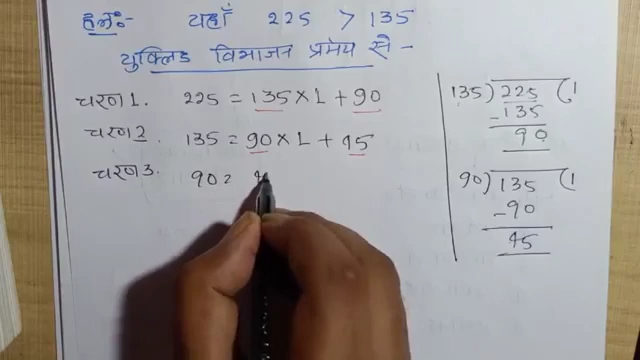 हल:- यहाँ 225 > 135
युक्लिड विभाजन प्रमेय से -
चरण 1. 225 = 135 × 1 + 90
चरण 2. 135 = 90 × 1 + 45
चरण 3. 90 = 4
135) 225 (1
- 135
90
90) 135 (1
- 90
45